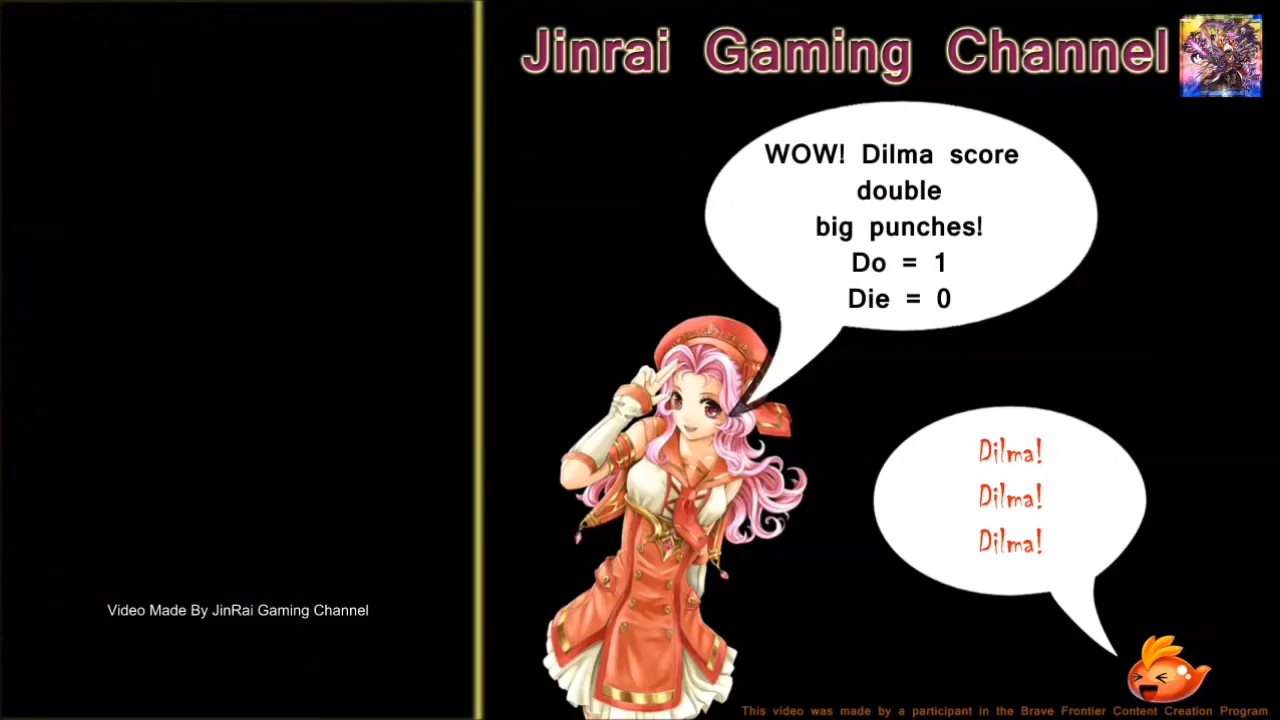 Jinrai Gaming Channel
WOW! Dilma score
double
big punches!
Do = 1
Die = 0
Dilma!
Dilma!
Dilma!
Video Made By JinRai Gaming Channel
This video was made by a participant in the Brave Frontier Content Creation Program